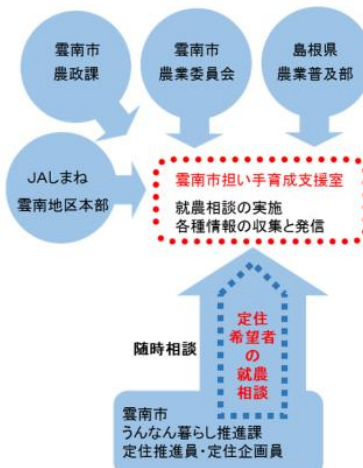 雲南市
農政課
雲南市
農業委員会
島根県
農業普及部
JAしまね
雲南地区本部
雲南市担い手育成支援室
就農相談の実施
各種情報の収集と発信
随時相談
定住
希望者
の
就農
相談
雲南市
うんなん暮らし推進課
定住推進員・定住企画員